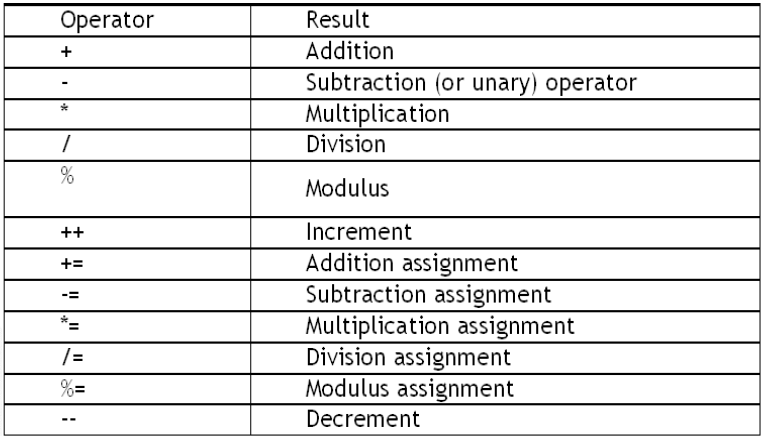 Operator Result
+ Addition
- Subtraction (or unary) operator
* Multiplication
/ Division
% Modulus
++ Increment
+= Addition assignment
-= Subtraction assignment
*= Multiplication assignment
/= Division assignment
%= Modulus assignment
-- Decrement